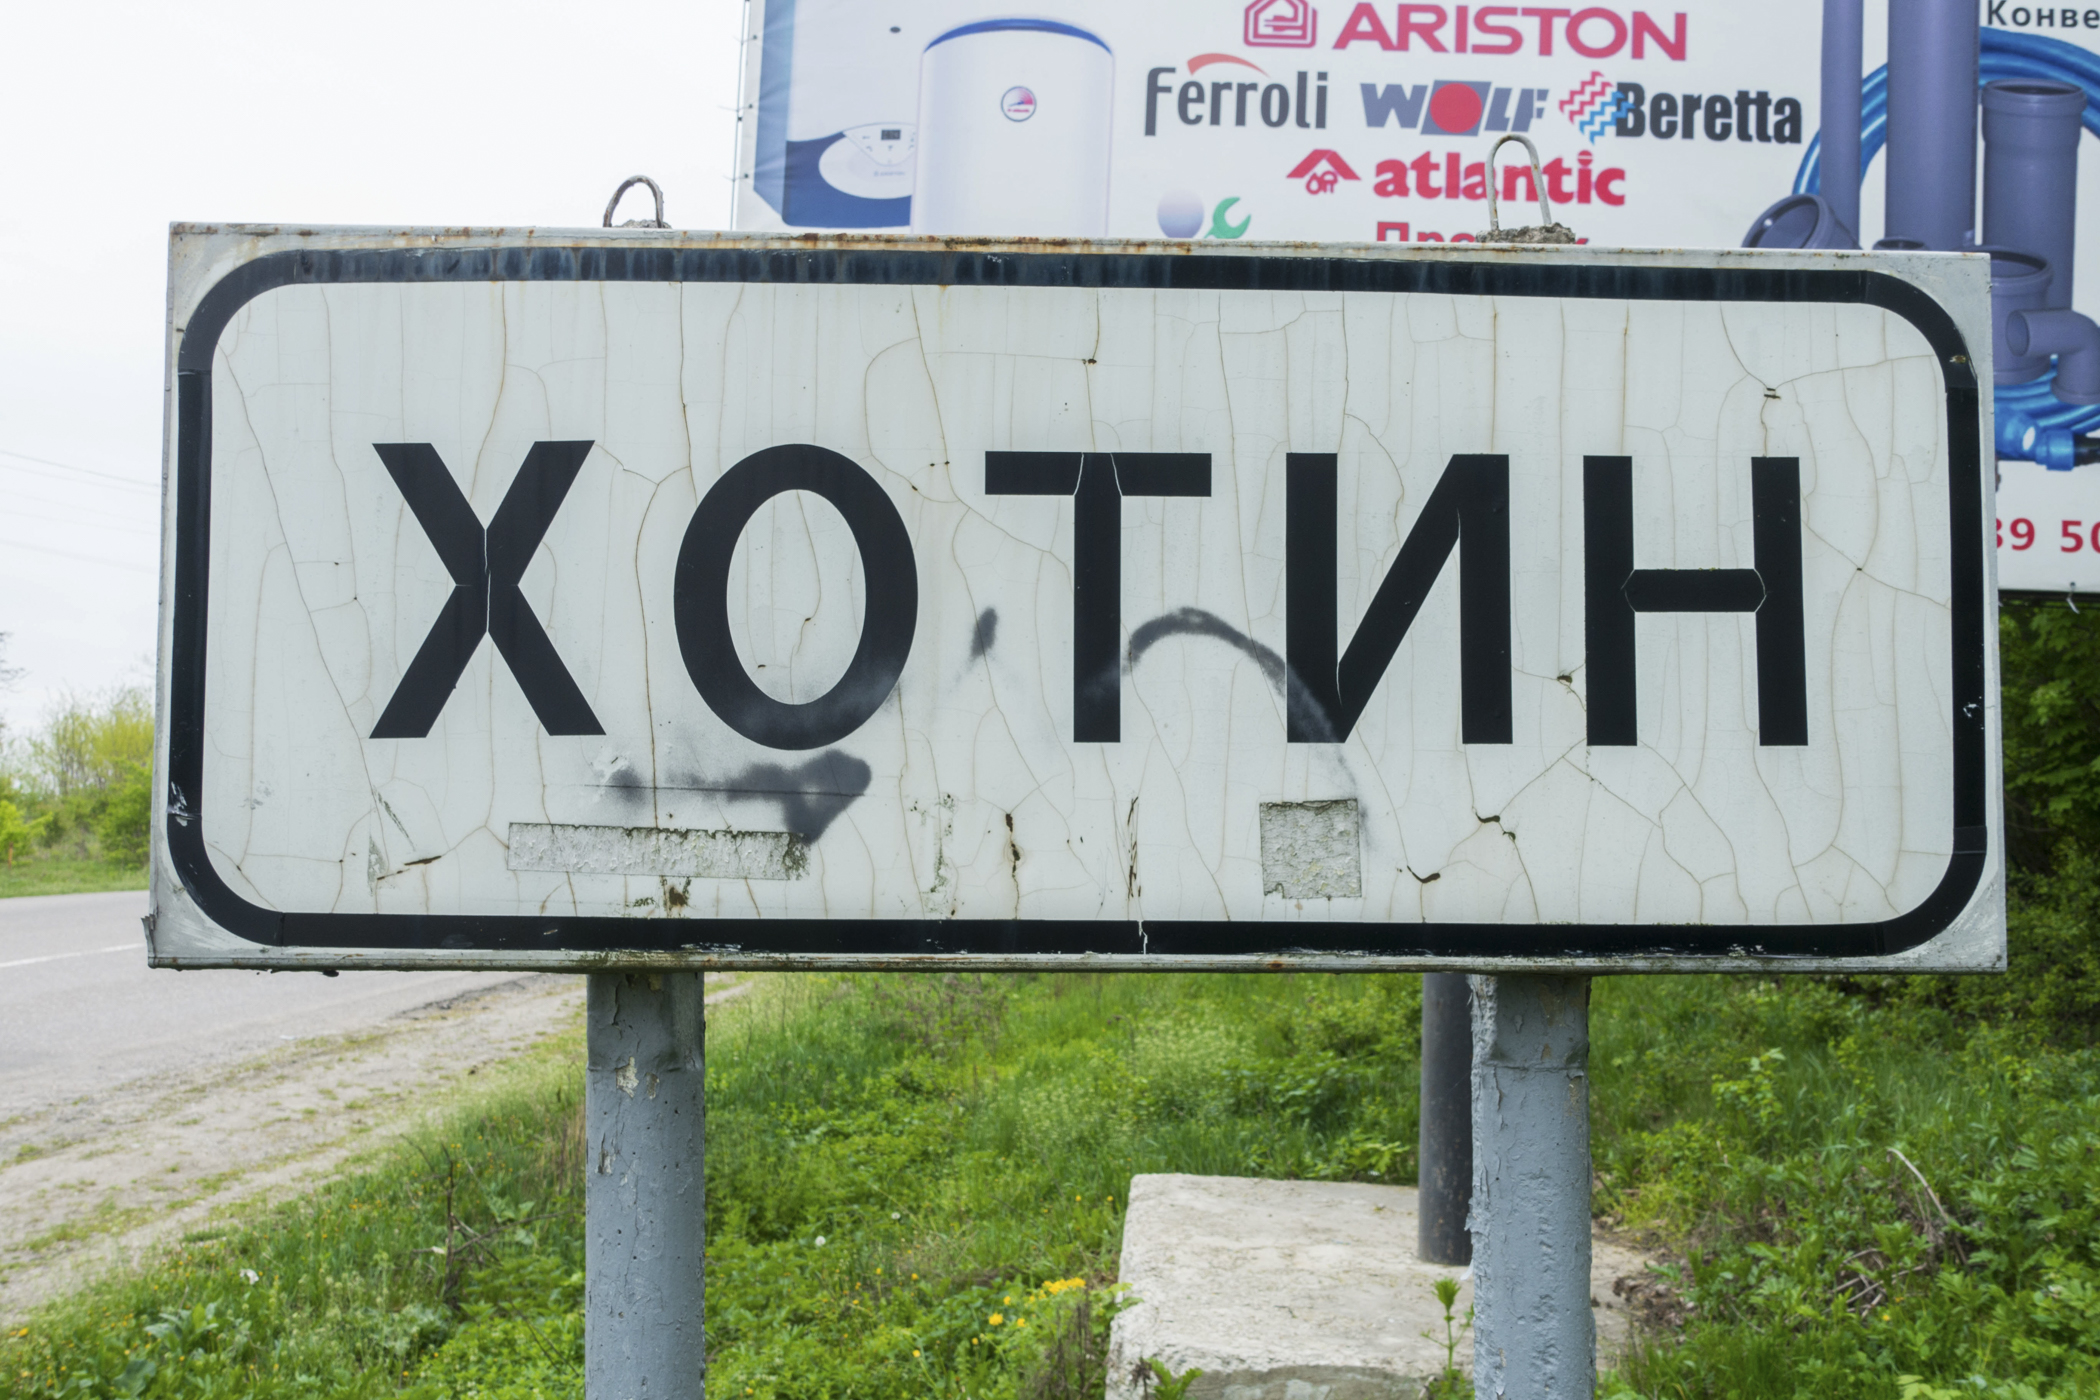 Конве
ARISTON
Ferroli WOLF Beretta
atlantic
39 50
ХОТИН